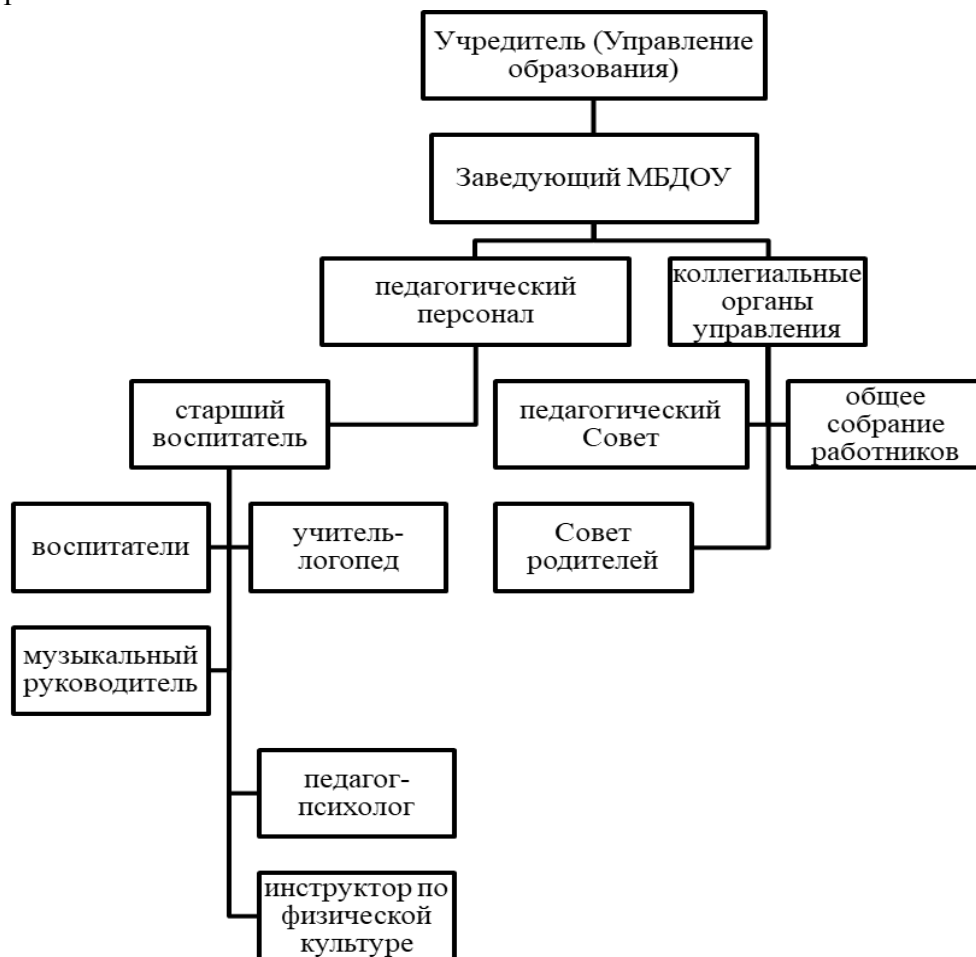 Учредитель (Управление
образования)
Заведующий МБДОУ
педагогический
персонал
коллегиальные
органы
управления
старший
воспитатель
педагогический
Совет
общее
собрание
работников
воспитатели
учитель-
логопед
Совет
родителей
музыкальный
руководитель
педагог-
психолог
инструктор по
физической
культуре